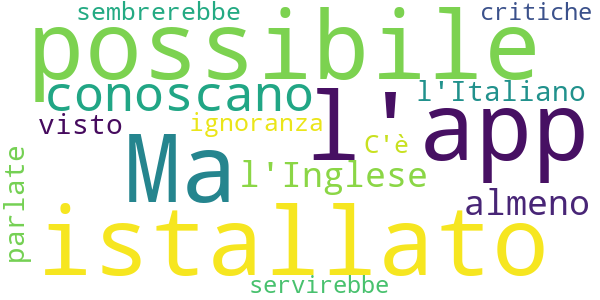 sembrerebbe
critiche
possibile
conoscano
l'Italiano
l'app
visto
ignoranza
C'è
Ma
l'Inglese
almeno
parlate
istallato
servirebbe